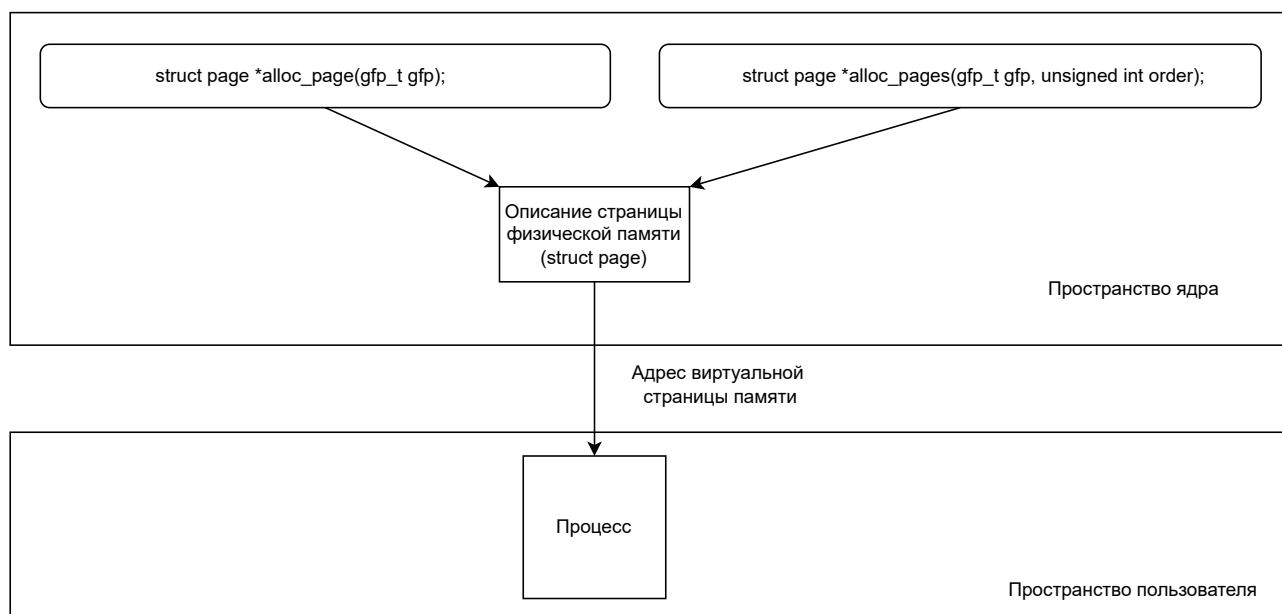 struct page *alloc_page(gfp_t gfp);
struct page *alloc_pages(gfp_t gfp, unsigned int order);
Описание страницы
физической памяти
(struct page)
Пространство ядра
Адрес виртуальной
страницы памяти
Процесс
Пространство пользователя